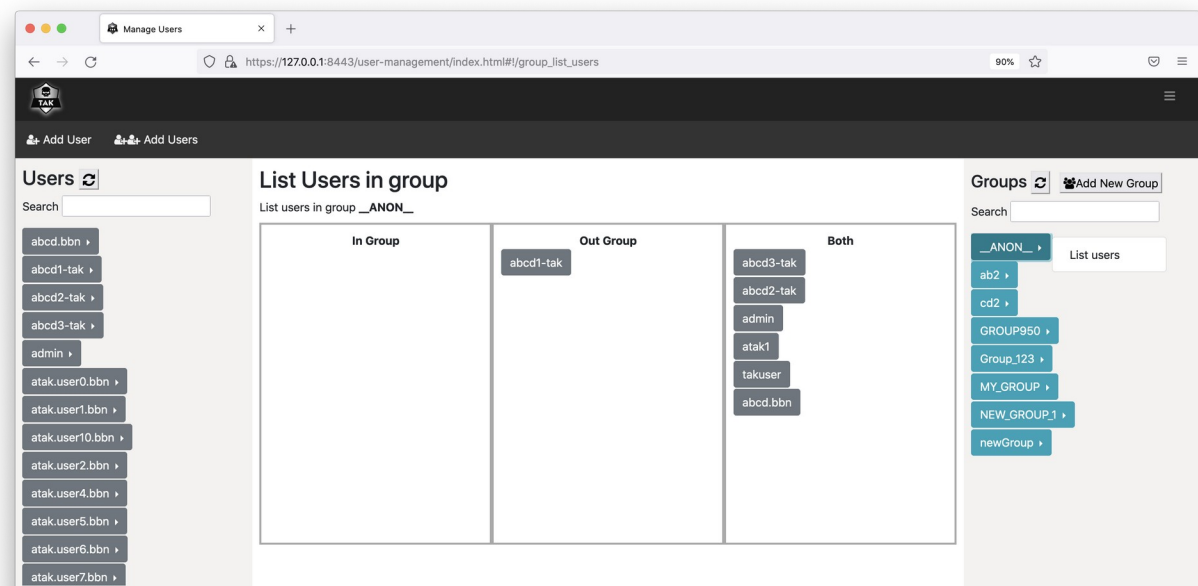 Manage Users
https://127.0.0.1:8443/user-management/index.html#!/group_list_users
90%
TAK
Add User Add Users
Users
Search
abcd.bbn
abcd1-tak
abcd2-tak
abcd3-tak
admin
atak.user0.bbn
atak.user1.bbn
atak.user10.bbn
atak.user2.bbn
atak.user4.bbn
atak.user5.bbn
atak.user6.bbn
atak.user7.bbn
List Users in group
List users in group __ANON__
In Group
Out Group
abcd1-tak
Both
abcd3-tak
abcd2-tak
admin
atak1
takuser
abcd.bbn
Groups Add New Group
Search
__ANON__
List users
ab2
cd2
GROUP950
Group_123
MY_GROUP
NEW_GROUP_1
newGroup